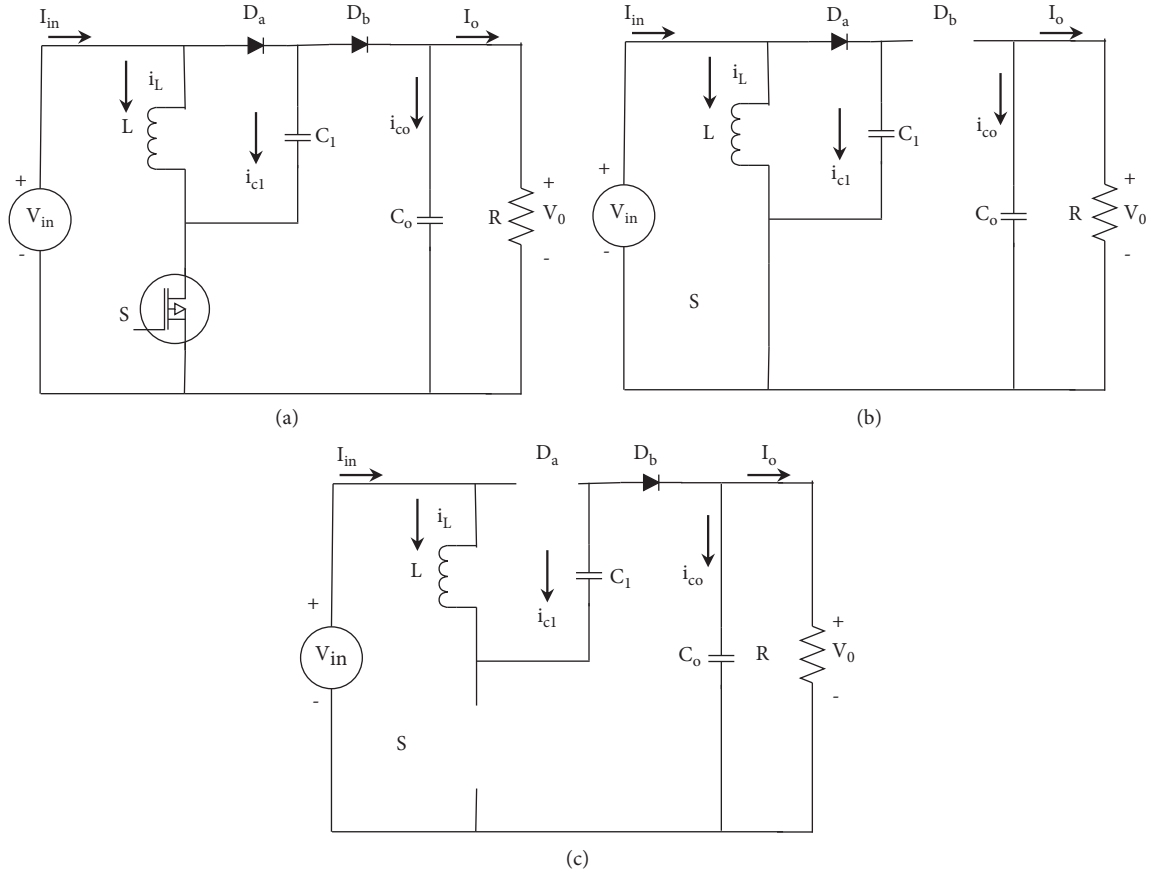 I_in D_a D_b I_o
i_L
L
C_1
i_co
i_c1
+
V_in
-
C_o
R
+
V_0
-
S
(a)
I_in D_a D_b I_o
i_L
L
C_1
i_co
i_c1
+
V_in
-
C_o
R
+
V_0
-
S
(b)
I_in D_a D_b I_o
i_L
L
C_1
i_co
i_c1
+
V_in
-
C_o
R
+
V_0
-
S
(c)